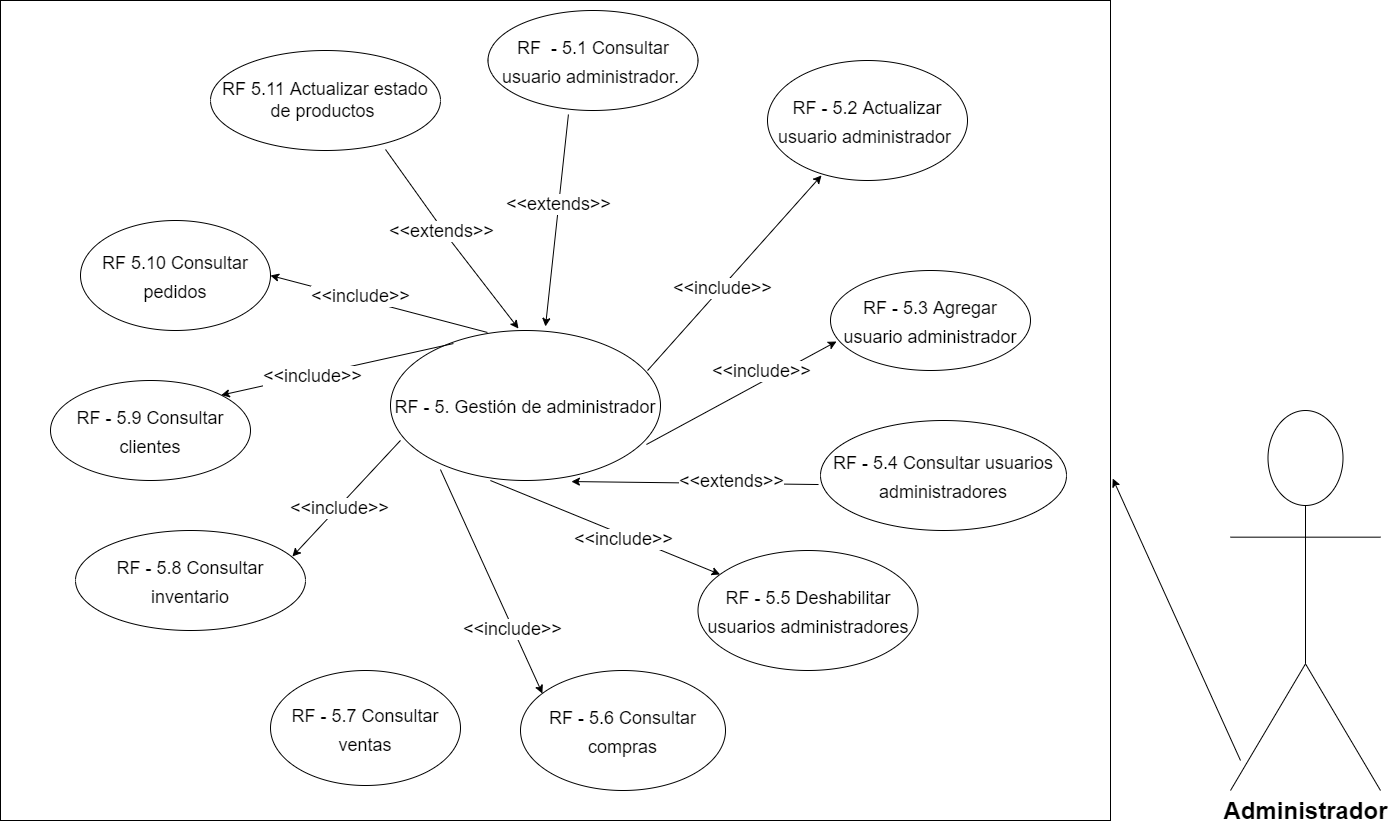 RF  - 5.1 Consultar
usuario administrador.
RF 5.11 Actualizar estado
de productos
RF - 5.2 Actualizar
usuario administrador
<<extends>>
<<extends>>
RF 5.10 Consultar
pedidos
<<include>>
<<include>>
RF - 5.3 Agregar
usuario administrador
<<include>>
<<include>>
RF - 5.9 Consultar
clientes
RF - 5. Gestión de administrador
RF - 5.4 Consultar usuarios
administradores
<<extends>>
<<include>>
<<include>>
RF - 5.8 Consultar
inventario
RF - 5.5 Deshabilitar
usuarios administradores
<<include>>
RF - 5.7 Consultar
ventas
RF - 5.6 Consultar
compras
Administrador